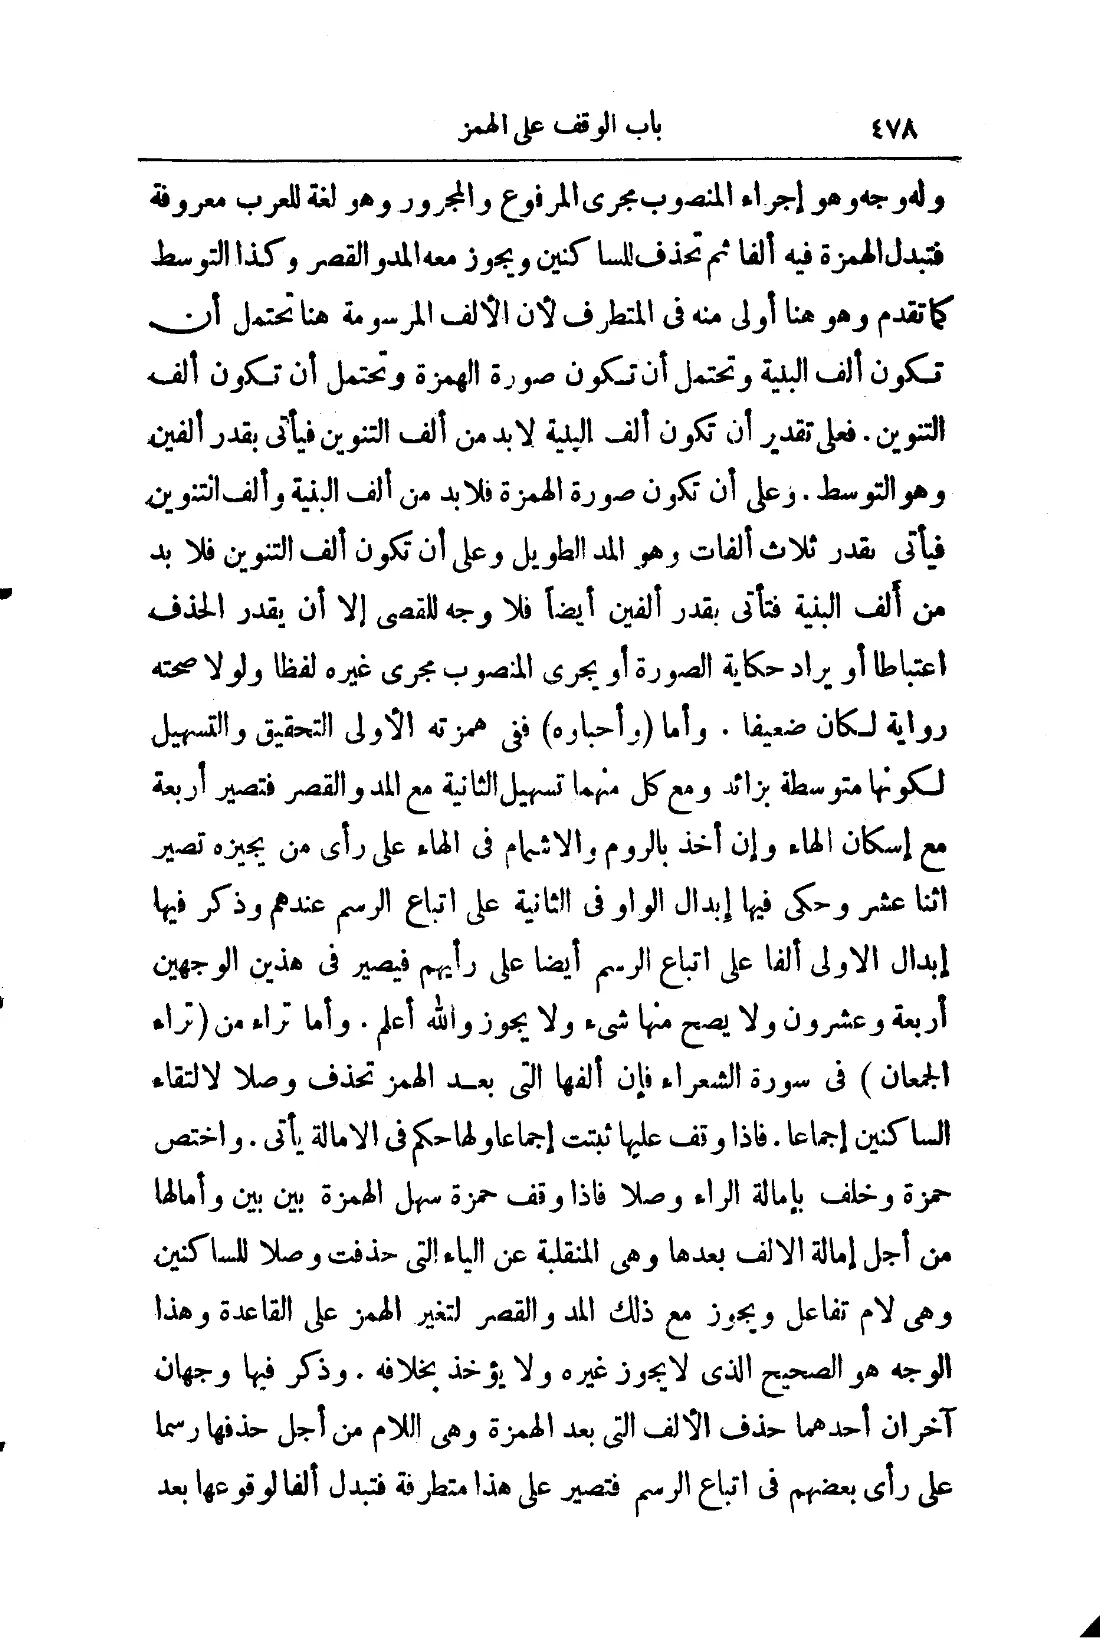 ٤٧٨ باب الوقف على الهمز
وله وجه وهو إجراء المنصوب مجرى المرفوع والمجرور وهو لغة للعرب معروفة
فتبدل الهمزة فيه ألفا ثم تحذف للساكنين ويجوز معه المد والقصر وكذا التوسط
كما تقدم وهو هنا أولى منه فى المتطرف لأن الألف المرسومة هنا تحتمل أن
تكون ألف البنية وتحتمل أن تكون صورة الهمزة وتحتمل أن تكون ألف
التنوين . فعلى تقدير أن تكون ألف البنية لابد من ألف التنوين فيأتى بقدر ألفين
وهو التوسط . وعلى أن تكون صورة الهمزة فلابد من ألف البنية وألف التنوين
فيأتى بقدر ثلاث ألفات وهو المد الطويل وعلى أن تكون ألف التنوين فلا بد
من ألف البنية فتأتى بقدر ألفين أيضاً فلا وجه للقصى إلا أن يقدر الحذف
اعتباطا أو يراد حكاية الصورة أو يجرى المنصوب مجرى غيره لفظا ولولا صحته
رواية لكان ضعيفا . وأما (وأحباره) ففى همزته الأولى التحقيق والتسهيل
لكونها متوسطة بزائد ومع كل منهما تسهيل الثانية مع المد والقصر فتصير أربعة
مع إسكان الهاء وإن أخذ بالروم والاشمام فى الهاء على رأى من يجيزه تصير
اثنا عشر وحكى فيها إبدال الواو فى الثانية على اتباع الرسم عندهم وذكر فيها
إبدال الاولى ألفا على اتباع الرسم أيضا على رأيهم فيصير فى هذين الوجهين
أربعة وعشرون ولا يصح منها شىء ولا يجوز والله أعلم . وأما تراء من (تراء
الجمعان ) فى سورة الشعراء فإن ألفها التى بعد الهمز تحذف وصلا لالتقاء
الساكنين إجماعا . فاذا وقف عليها ثبتت إجماعا ولها حكم فى الامالة يأتى . واختص
حمزة وخلف بإمالة الراء وصلا فاذا وقف حمزة سهل الهمزة بين بين وأمالها
من أجل إمالة الالف بعدها وهى المنقلبة عن الياء التى حذفت وصلا للساكنين
وهى لام تفاعل ويجوز مع ذلك المد والقصر لتغير الهمز على القاعدة وهذا
الوجه هو الصحيح الذى لايجوز غيره ولا يؤخذ بخلافه . وذكر فيها وجهان
آخران أحدهما حذف الألف التى بعد الهمزة وهى اللام من أجل حذفها رسما
على رأى بعضهم فى اتباع الرسم فتصير على هذا متطرفة فتبدل ألفا لوقوعها بعد